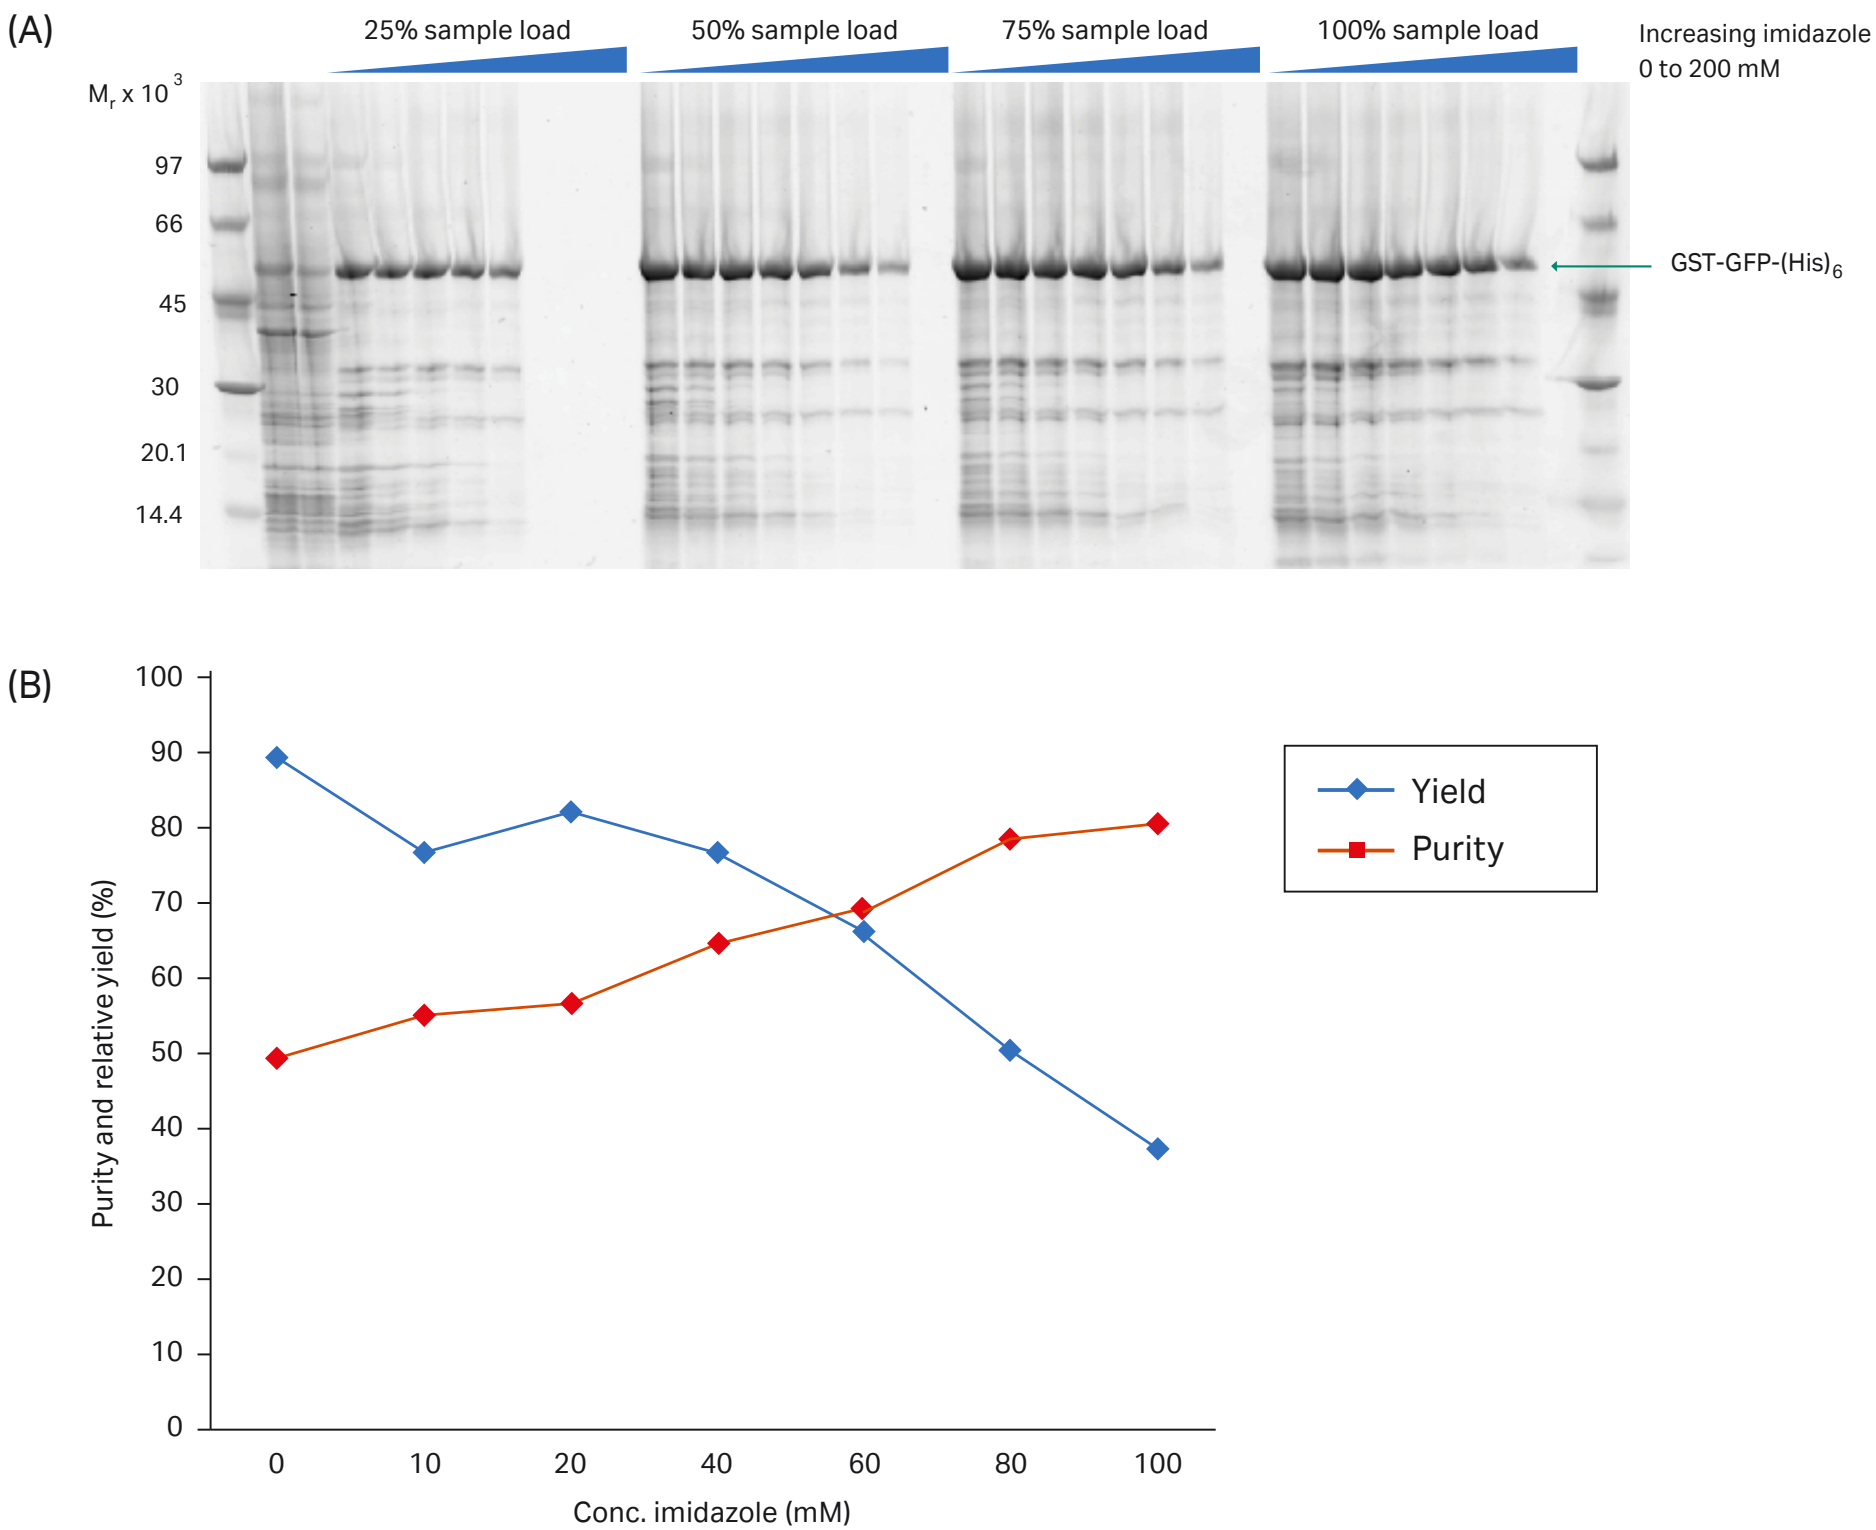 (A)
25% sample load
50% sample load
75% sample load
100% sample load
Increasing imidazole
0 to 200 mM
Mr x 10 3
97
66
45
30
20.1
14.4
GST-GFP-(His)6
(B)
Purity and relative yield (%)
100
90
80
70
60
50
40
30
20
10
0
0 10 20 40 60 80 100
Conc. imidazole (mM)
Yield
Purity